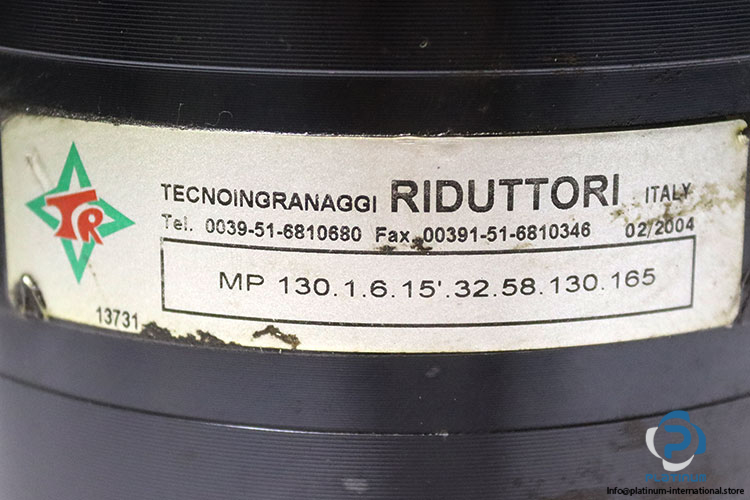 TR
TECNOINGRANAGGI RIDUTTORI ITALY
Tel. 0039-51-6810680 Fax 00391-51-6810346 02/2004
MP 130.1.6.15'.32.58.130.165
13731
PLATINUM
info@platinum-international.store